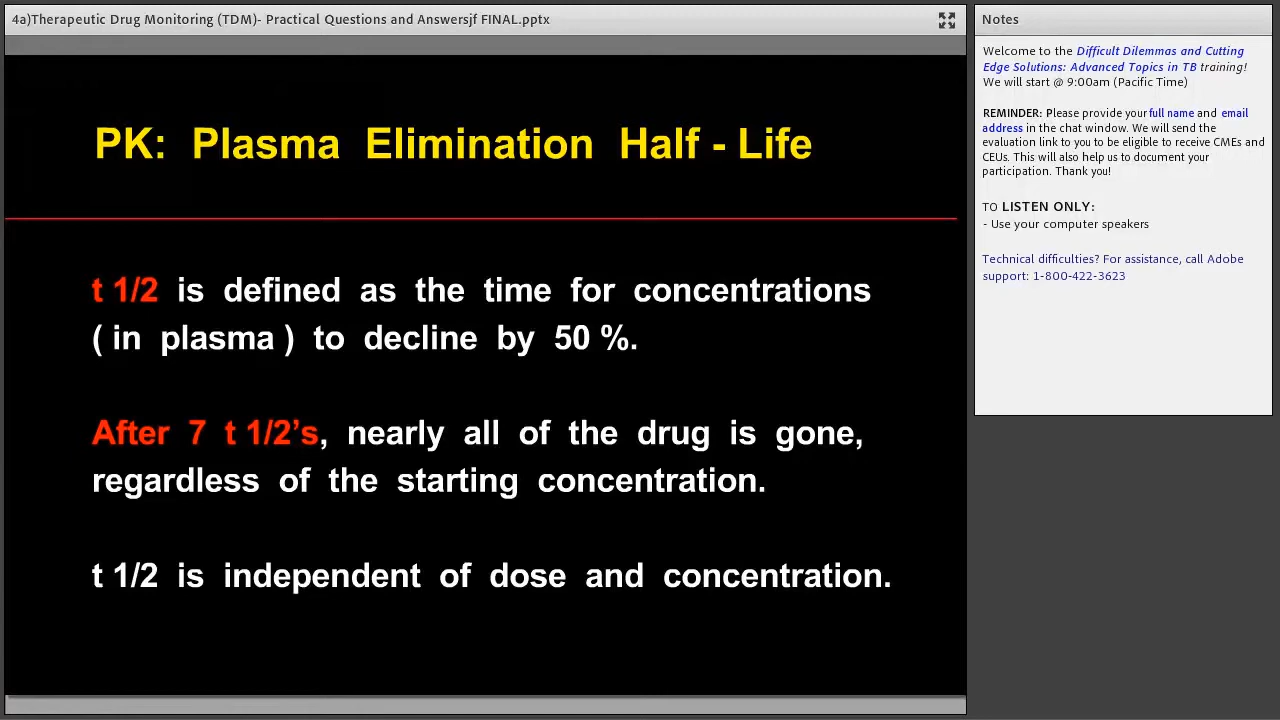 4a)Therapeutic Drug Monitoring (TDM)- Practical Questions and Answersjf FINAL.pptx
PK: Plasma Elimination Half - Life
t 1/2 is defined as the time for concentrations
( in plasma ) to decline by 50 %.
After 7 t 1/2’s, nearly all of the drug is gone,
regardless of the starting concentration.
t 1/2 is independent of dose and concentration.
Notes
Welcome to the Difficult Dilemmas and Cutting
Edge Solutions: Advanced Topics in TB training!
We will start @ 9:00am (Pacific Time)
REMINDER: Please provide your full name and email
address in the chat window. We will send the
evaluation link to you to be eligible to receive CMEs and
CEUs. This will also help us to document your
participation. Thank you!
TO LISTEN ONLY:
- Use your computer speakers
Technical difficulties? For assistance, call Adobe
support: 1-800-422-3623